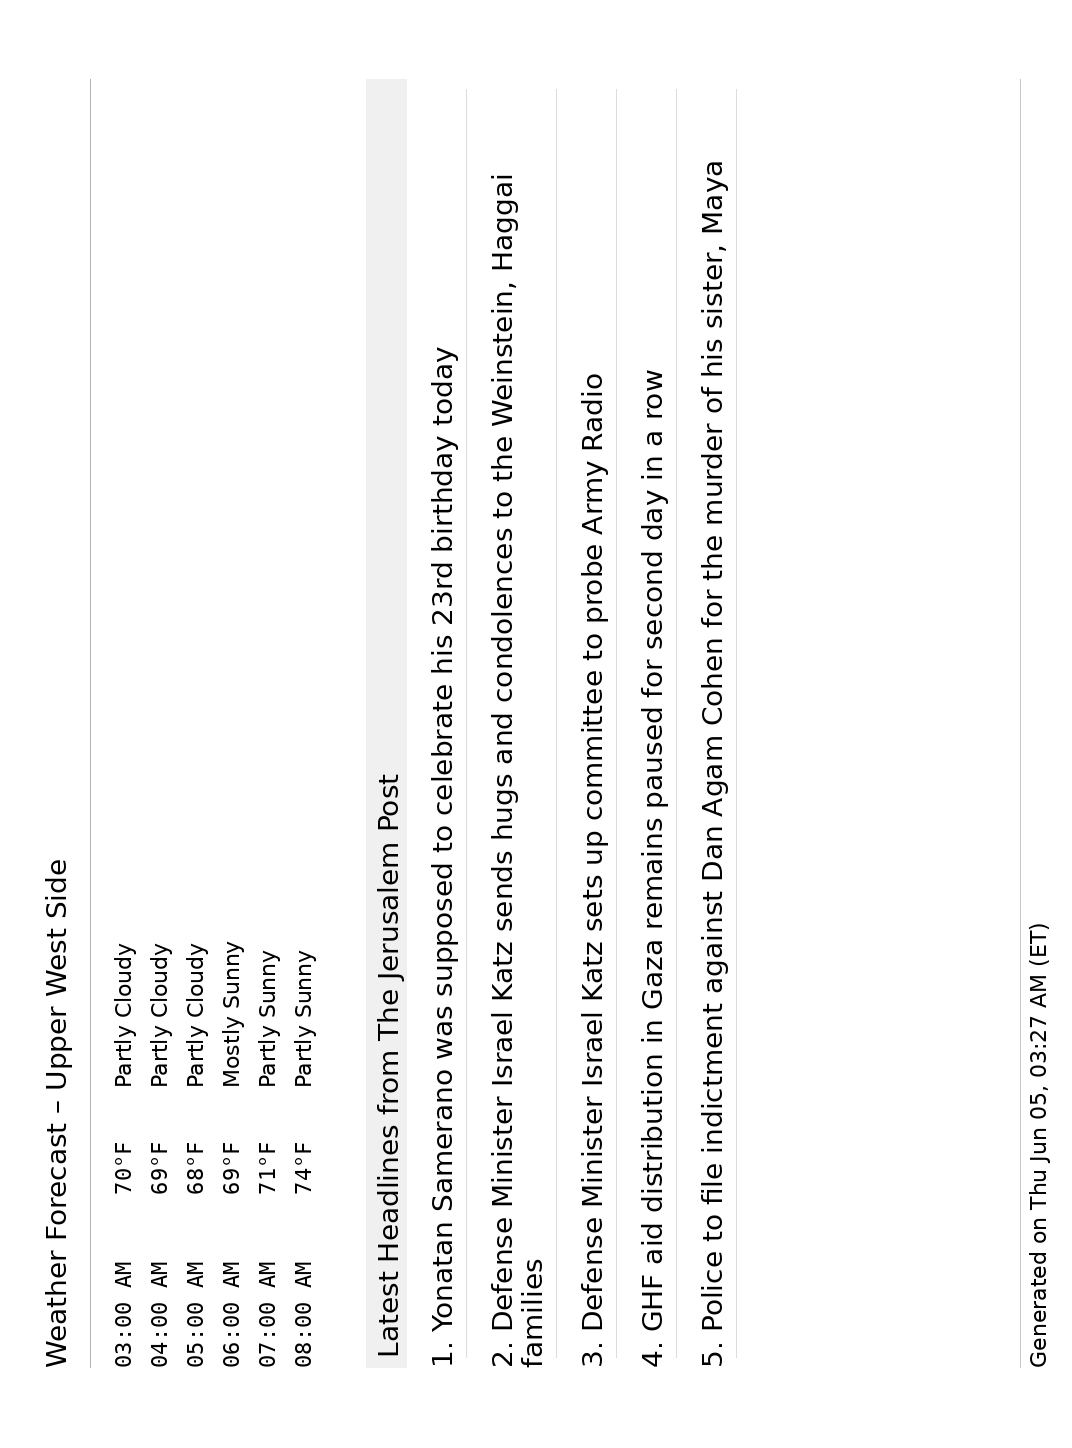 Weather Forecast – Upper West Side
03:00 AM 70°F Partly Cloudy
04:00 AM 69°F Partly Cloudy
05:00 AM 68°F Partly Cloudy
06:00 AM 69°F Mostly Sunny
07:00 AM 71°F Partly Sunny
08:00 AM 74°F Partly Sunny
Latest Headlines from The Jerusalem Post
1. Yonatan Samerano was supposed to celebrate his 23rd birthday today
2. Defense Minister Israel Katz sends hugs and condolences to the Weinstein, Haggai
families
3. Defense Minister Israel Katz sets up committee to probe Army Radio
4. GHF aid distribution in Gaza remains paused for second day in a row
5. Police to file indictment against Dan Agam Cohen for the murder of his sister, Maya
Generated on Thu Jun 05, 03:27 AM (ET)